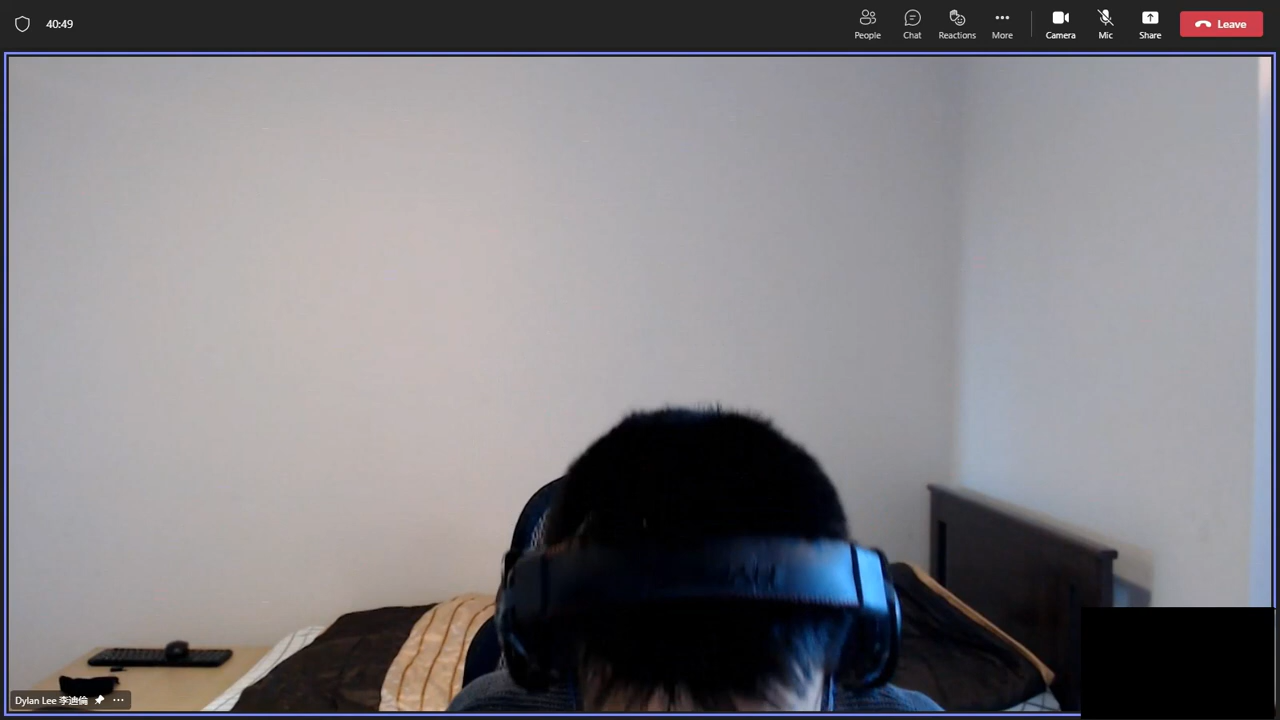 40:49
People
Chat
Reactions
More
Camera
Mic
Share
Leave
Dylan Lee 李迪倫